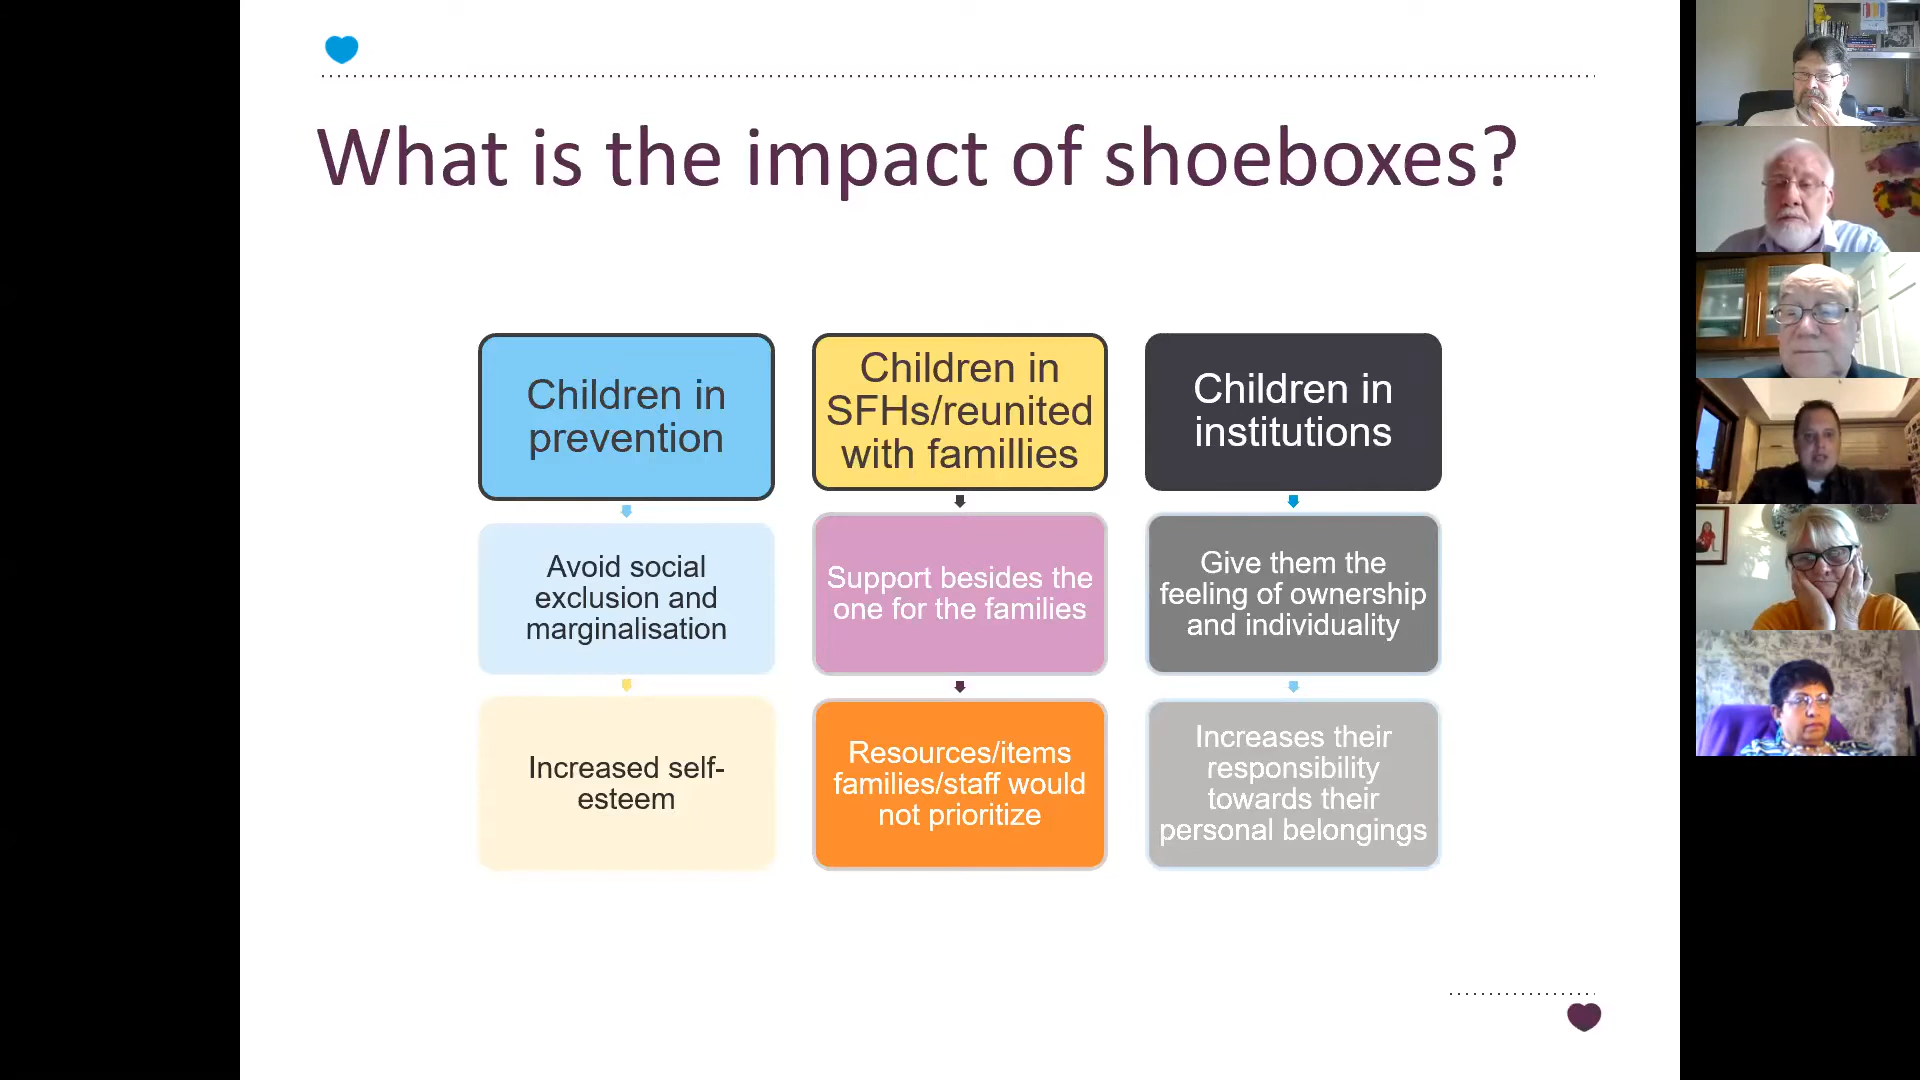 What is the impact of shoeboxes?
Children in
prevention
Avoid social
exclusion and
marginalisation
Increased self-
esteem
Children in
SFHs/reunited
with famillies
Support besides the
one for the families
Resources/items
families/staff would
not prioritize
Children in
institutions
Give them the
feeling of ownership
and individuality
Increases their
responsibility
towards their
personal belongings